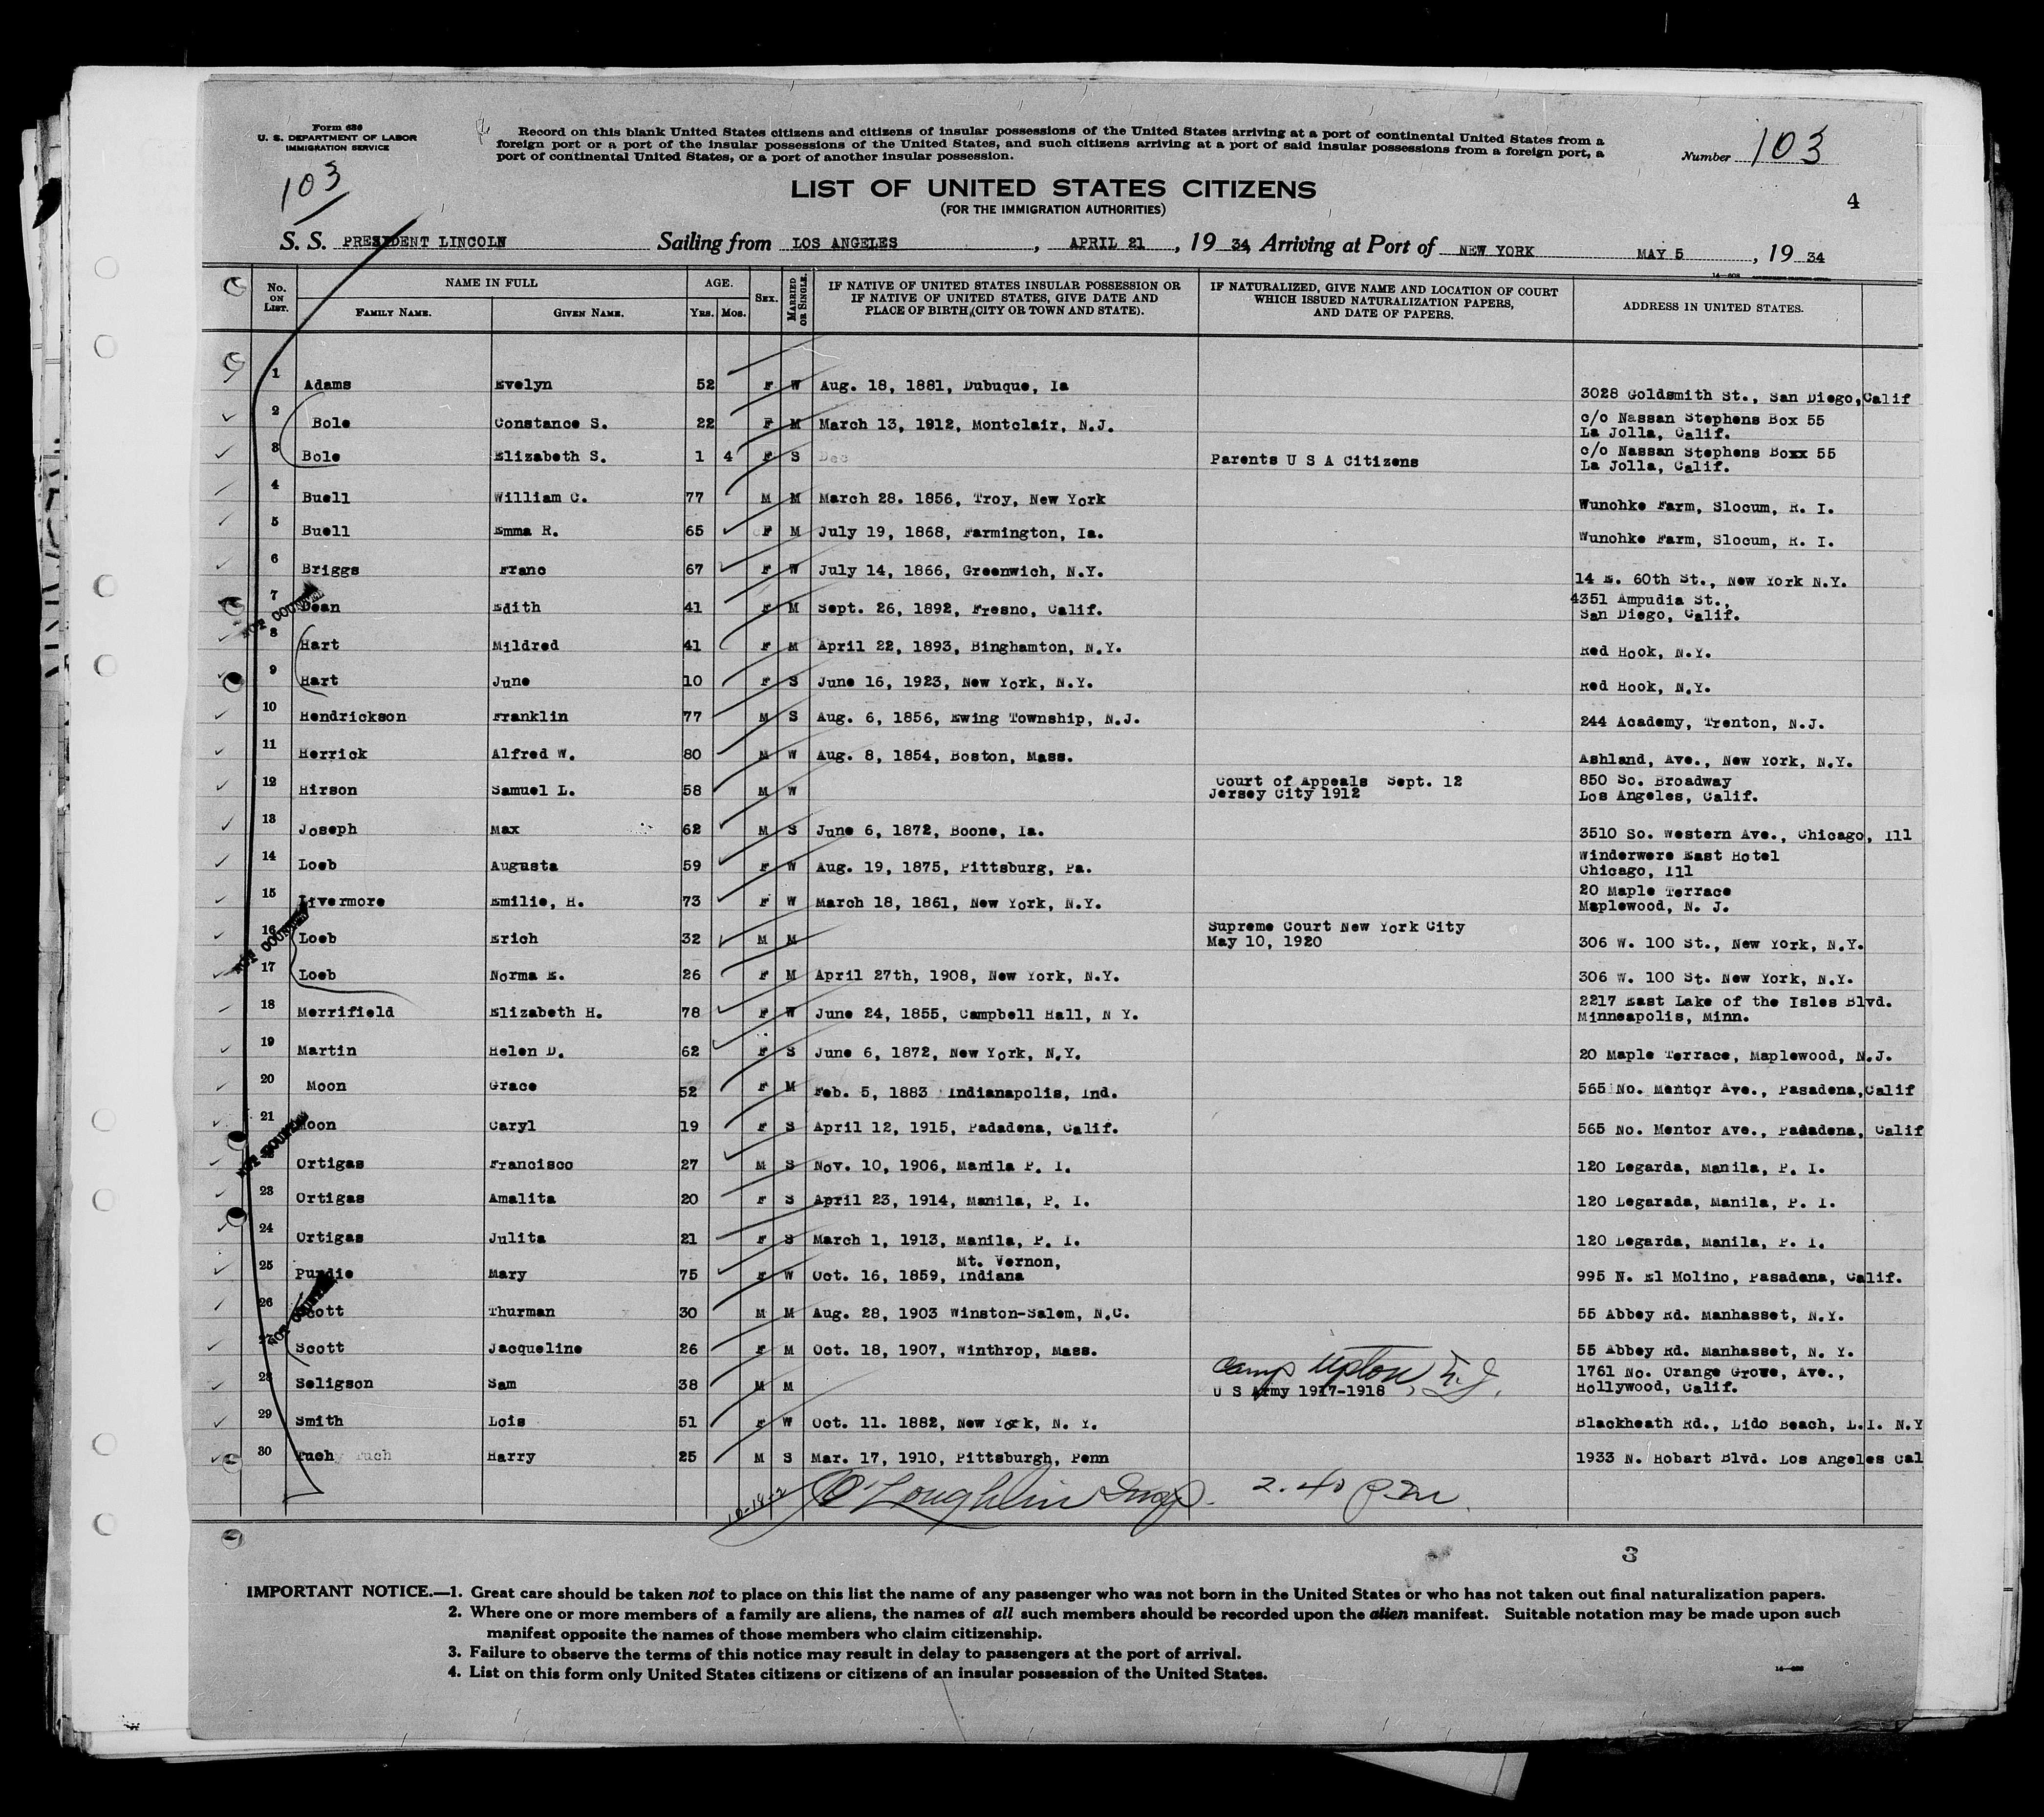 Form 630
U. S. DEPARTMENT OF LABOR
IMMIGRATION SERVICE
103
Record on this blank United States citizens and citizens of insular possessions of the United States arriving at a port of continental United States from a
foreign port or a port of the insular possessions of the United States, and such citizens arriving at a port of said insular possessions from a foreign port, a
port of continental United States, or a port of another insular possession.
Number 103
LIST OF UNITED STATES CITIZENS
(FOR THE IMMIGRATION AUTHORITIES)
4
S. S. PRESIDENT LINCOLN Sailing from LOS ANGELES, APRIL 21, 19 34, Arriving at Port of NEW YORK MAY 5, 19 34
No. ON LIST. NAME IN FULL AGE. SEX. MARRIED OR SINGLE. IF NATIVE OF UNITED STATES INSULAR POSSESSION OR IF NATIVE OF UNITED STATES, GIVE DATE AND PLACE OF BIRTH, (CITY OR TOWN AND STATE). IF NATURALIZED, GIVE NAME AND LOCATION OF COURT WHICH ISSUED NATURALIZATION PAPERS, AND DATE OF PAPERS. ADDRESS IN UNITED STATES.
FAMILY NAME. GIVEN NAME. YRS. MOS.
1 Adams Evelyn 52 F W Aug. 18, 1881, Dubuque, Ia 3028 Goldsmith St., San Diego,Calif
2 Bole Constance S. 22 F M March 13, 1912, Montclair, N.J. c/o Nassan Stephens Box 55
La Jolla, Calif.
3 Bole Elizabeth S. 1 4 F S Dec Parents U S A Citizens c/o Nassan Stephens Boxx 55
La Jolla, Calif.
4 Buell William C. 77 M M March 28. 1856, Troy, New York Wunohke Farm, Slocum, R. I.
5 Buell Emma R. 65 F M July 19, 1868, Farmington, Ia. Wunohke Farm, Slocum, R. I.
6 Briggs Franc 67 F W July 14, 1866, Greenwich, N.Y. 14 E. 60th St., New York N.Y.
7 Dean Edith 41 F M Sept. 26, 1892, Fresno, Calif. 4351 Ampudia St.,
San Diego, Calif.
NOT COUNTED
8 Hart Mildred 41 F M April 22, 1893, Binghamton, N.Y. Red Hook, N.Y.
9 Hart June 10 F S June 16, 1923, New York, N.Y. Red Hook, N.Y.
10 Hendrickson Franklin 77 M S Aug. 6, 1856, Ewing Township, N.J. 244 Academy, Trenton, N.J.
11 Herrick Alfred W. 80 M W Aug. 8, 1854, Boston, Mass. Ashland, Ave., New York, N.Y.
12 Hirson Samuel L. 58 M W Court of Appeals Sept. 12
Jersey City 1912 850 So. Broadway
Los Angeles, Calif.
13 Joseph Max 62 M S June 6, 1872, Boone, Ia. 3510 So. Western Ave., Chicago, Ill
14 Loeb Augusta 59 F W Aug. 19, 1875, Pittsburg, Pa. Winderwere East Hotel
Chicago, Ill
15 Livermore Emilie, H. 73 F W March 18, 1861, New York, N.Y. 20 Maple Terrace
Maplewood, N. J.
NOT COUNTED
16 Loeb Erich 32 M M Supreme Court New York City
May 10, 1920 306 W. 100 St., New York, N.Y.
17 Loeb Norma E. 26 F M April 27th, 1908, New York, N.Y. 306 W. 100 St. New York, N.Y.
18 Merrifield Elizabeth H. 78 F W June 24, 1855, Campbell Hall, N Y. 2217 East Lake of the Isles Blvd.
Minneapolis, Minn.
19 Martin Helen D. 62 F S June 6, 1872, New York, N.Y. 20 Maple Terrace, Maplewood, N.J.
20 Moon Grace 52 F M Feb. 5, 1883 Indianapolis, Ind. 565 No. Mentor Ave., Pasadena,Calif
21 Moon Caryl 19 F S April 12, 1915, Padadena, Calif. 565 No. Mentor Ave., Pasadena, Calif
NOT COUNTED
Ortigas Francisco 27 M S Nov. 10, 1906, Manila P. I. 120 Legarda, Manila, P. I.
23 Ortigas Amalita 20 F S April 23, 1914, Manila, P. I. 120 Legarada, Manila, P. I.
24 Ortigas Julita 21 F S March 1, 1913, Manila, P. I. 120 Legarda, Manila, P. I.
25 Purdie Mary 75 F W Oct. 16, 1859, Mt. Vernon,
Indiana 995 N. El Molino, Pasadena, Calif.
26 Scott Thurman 30 M M Aug. 28, 1903 Winston-Salem, N.C. 55 Abbey Rd. Manhasset, N.Y.
NOT COUNTED
27 Scott Jacqueline 26 F M Oct. 18, 1907, Winthrop, Mass. 55 Abbey Rd. Manhasset, N. Y.
28 Seligson Sam 38 M M Camp Upton, L.I.
U S Army 1917-1918 1761 No. Orange Grove, Ave.,
Hollywood, Calif.
29 Smith Lois 51 F W Oct. 11. 1882, New York, N. Y. Blackheath Rd., Lido Beach, L.I. N.Y
30 Tuch Tuch Harry 25 M S Mar. 17, 1910, Pittsburgh, Penn 1933 N. Hobart Blvd. Los Angeles Cal
10-18-2 O'Loughlin Insp. 2.40 P.M.
3
IMPORTANT NOTICE.—1. Great care should be taken not to place on this list the name of any passenger who was not born in the United States or who has not taken out final naturalization papers.
2. Where one or more members of a family are aliens, the names of all such members should be recorded upon the alien manifest. Suitable notation may be made upon such
manifest opposite the names of those members who claim citizenship.
3. Failure to observe the terms of this notice may result in delay to passengers at the port of arrival.
4. List on this form only United States citizens or citizens of an insular possession of the United States.